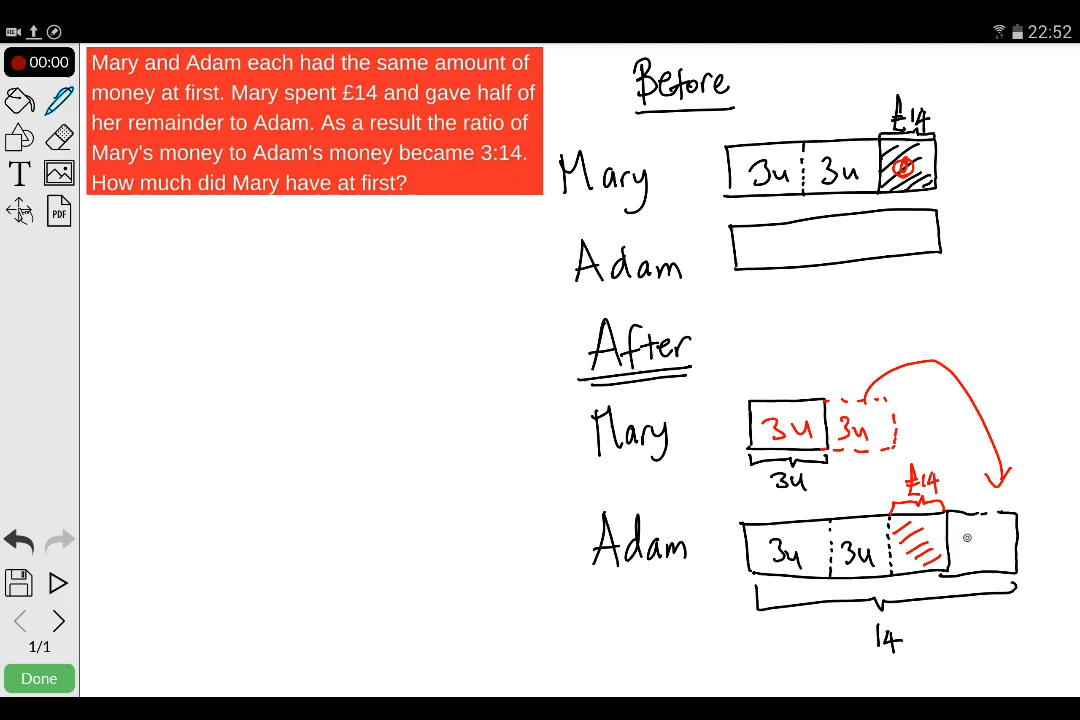 22:52
REC
00:00
Mary and Adam each had the same amount of
money at first. Mary spent £14 and gave half of
her remainder to Adam. As a result the ratio of
Mary's money to Adam's money became 3:14.
How much did Mary have at first?
T
PDF
1/1
Done
Before
£14
Mary
3u 3u
Adam
After
Mary
3u 3u
3u
£14
Adam
3u 3u
14